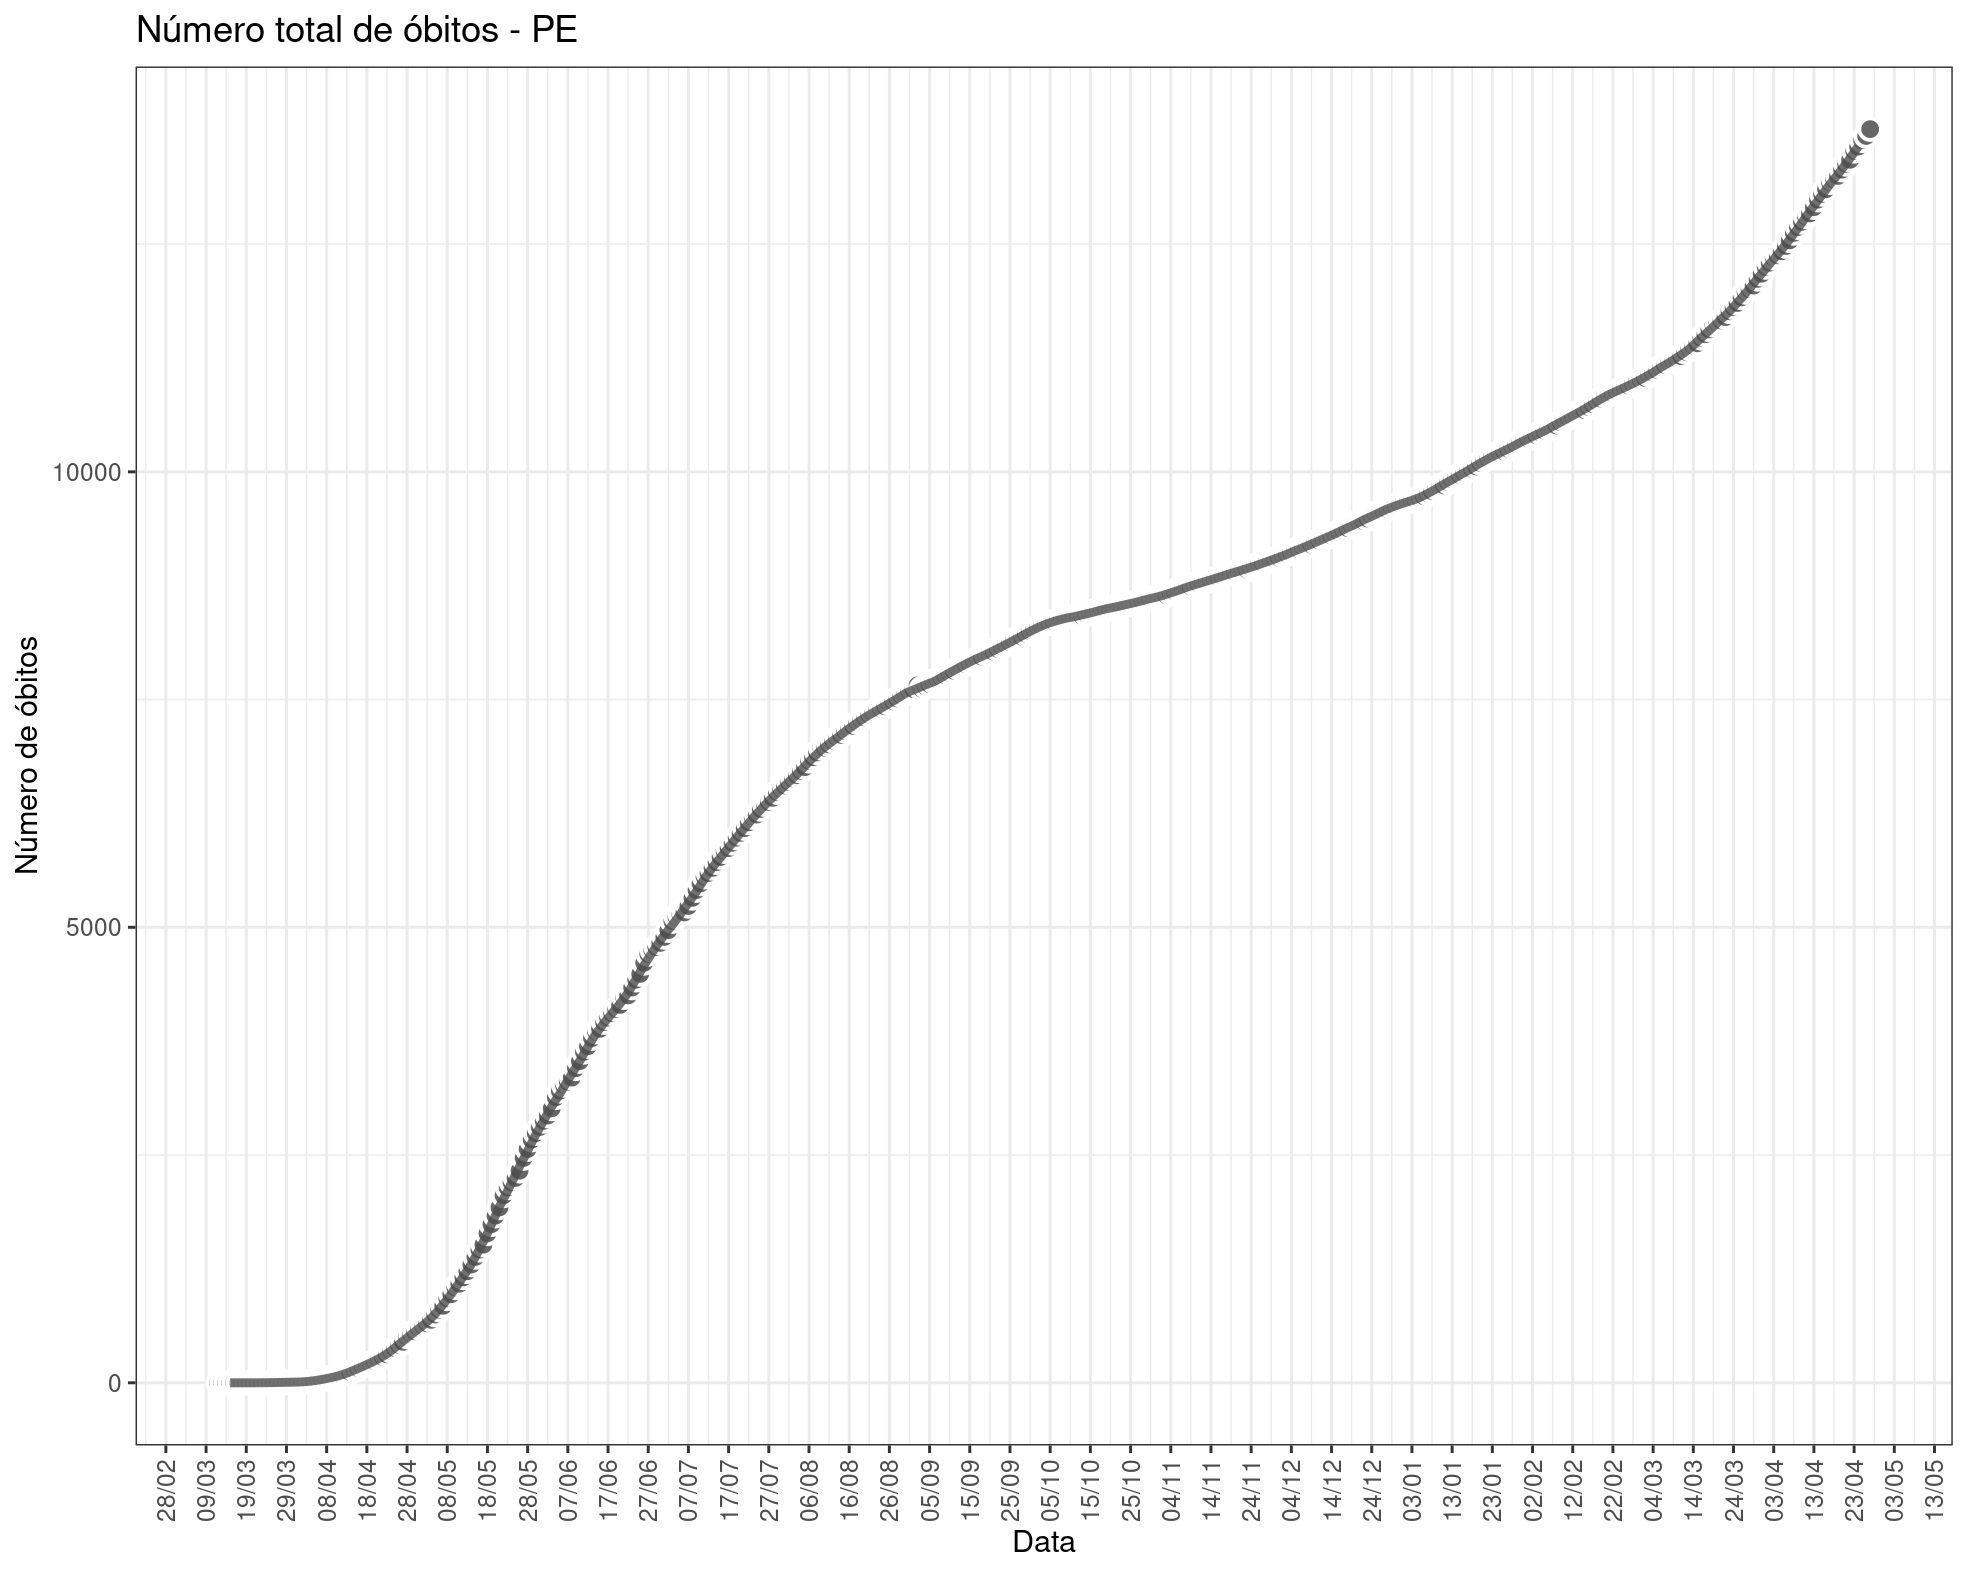 Número total de óbitos - PE
Número de óbitos
10000
5000
0
28/02 09/03 19/03 29/03 08/04 18/04 28/04 08/05 18/05 28/05 07/06 17/06 27/06 07/07 17/07 27/07 06/08 16/08 26/08 05/09 15/09 25/09 05/10 15/10 25/10 04/11 14/11 24/11 04/12 14/12 24/12 03/01 13/01 23/01 02/02 12/02 22/02 04/03 14/03 24/03 03/04 13/04 23/04 03/05 13/05
Data